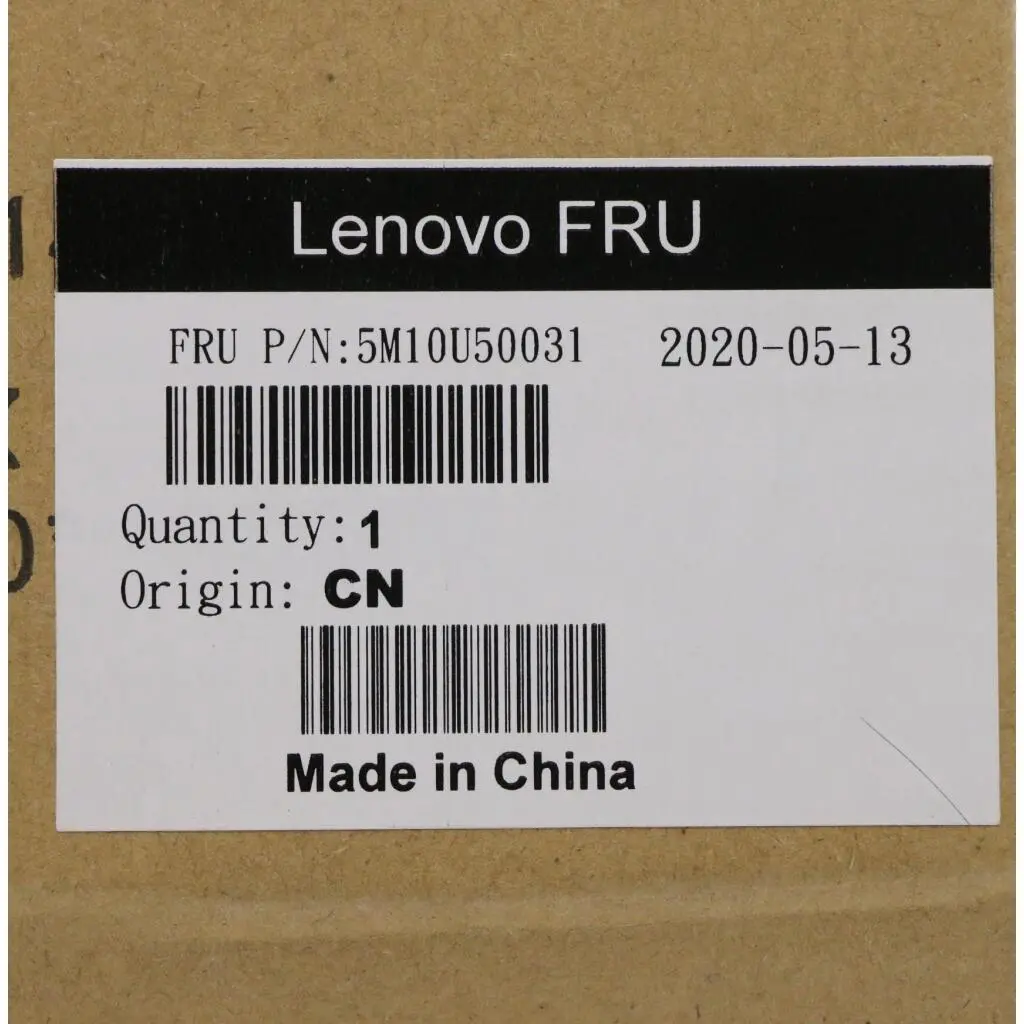 Lenovo FRU
FRU P/N:5M10U50031 2020-05-13
Quantity:1
Origin: CN
Made in China